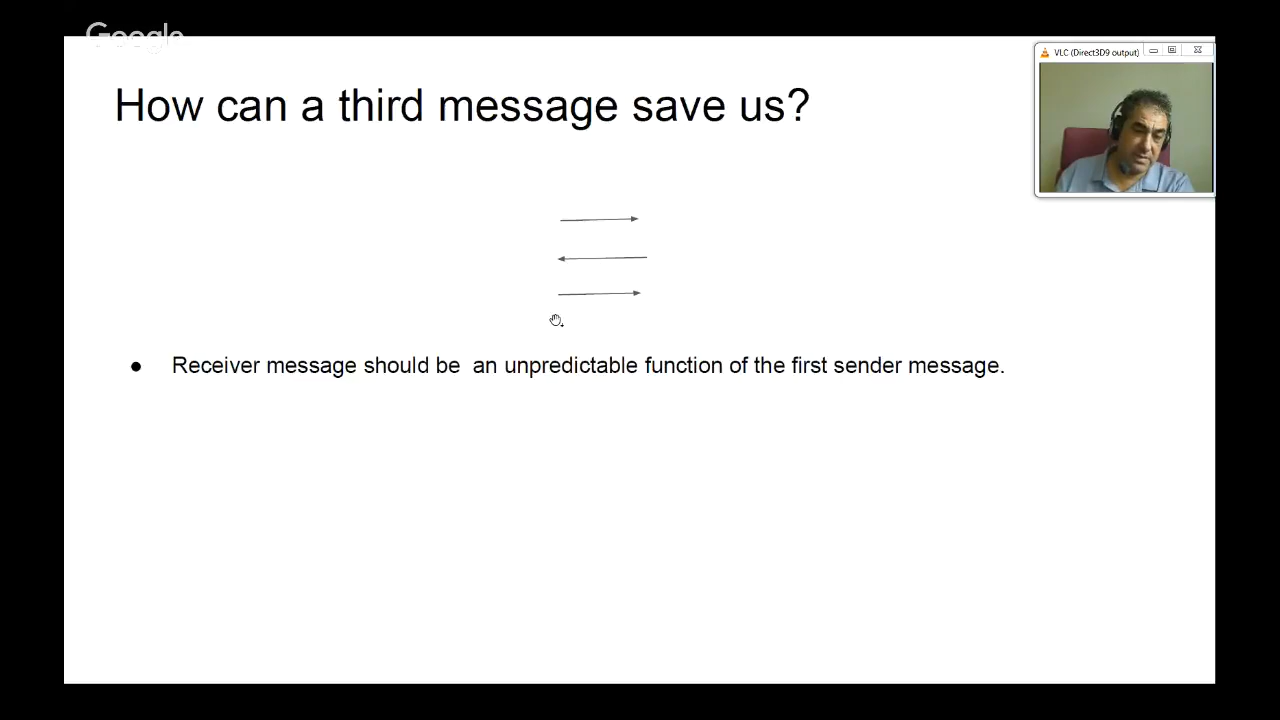 Google
VLC (Direct3D9 output)
How can a third message save us?
● Receiver message should be an unpredictable function of the first sender message.